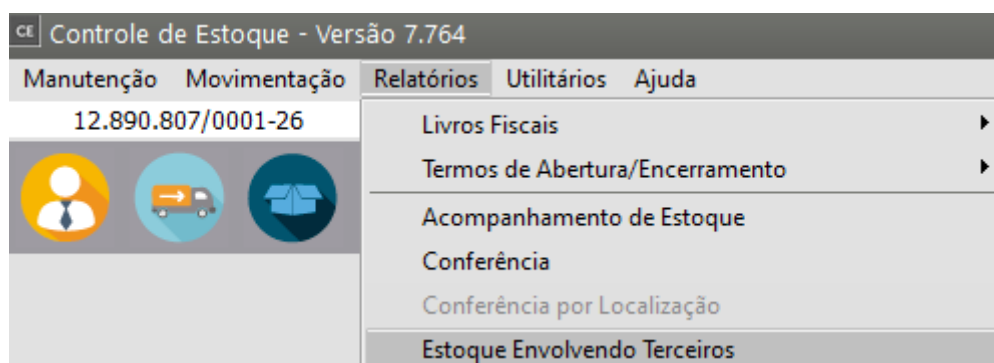 CE Controle de Estoque - Versão 7.764
Manutenção Movimentação Relatórios Utilitários Ajuda
12.890.807/0001-26
Livros Fiscais
Termos de Abertura/Encerramento
Acompanhamento de Estoque
Conferência
Conferência por Localização
Estoque Envolvendo Terceiros